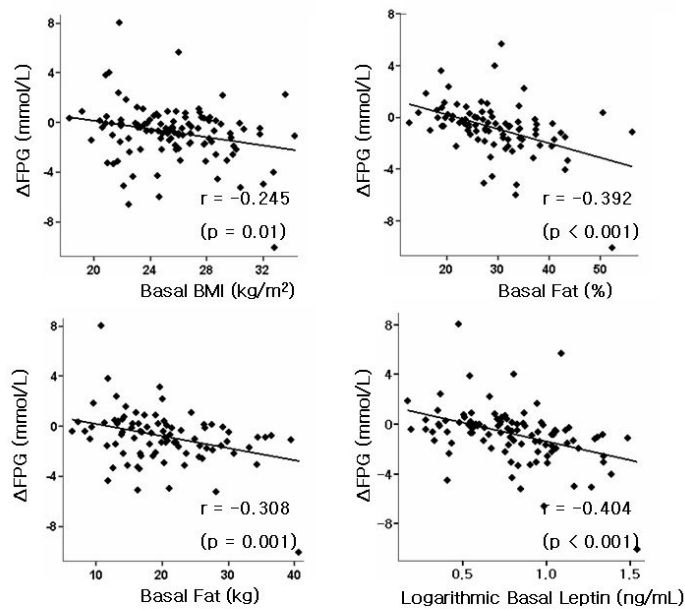 8
4
0
-4
-8
ΔFPG (mmol/L)
r = -0.245
(p = 0.01)
20 24 28 32
Basal BMI (kg/m²)
8
4
0
-4
-8
ΔFPG (mmol/L)
r = -0.392
(p < 0.001)
20 30 40 50
Basal Fat (%)
8
4
0
-4
-8
ΔFPG (mmol/L)
r = -0.308
(p = 0.001)
10 20 30 40
Basal Fat (kg)
8
4
0
-4
-8
ΔFPG (mmol/L)
r = -0.404
(p < 0.001)
0.5 1.0 1.5
Logarithmic Basal Leptin (ng/mL)